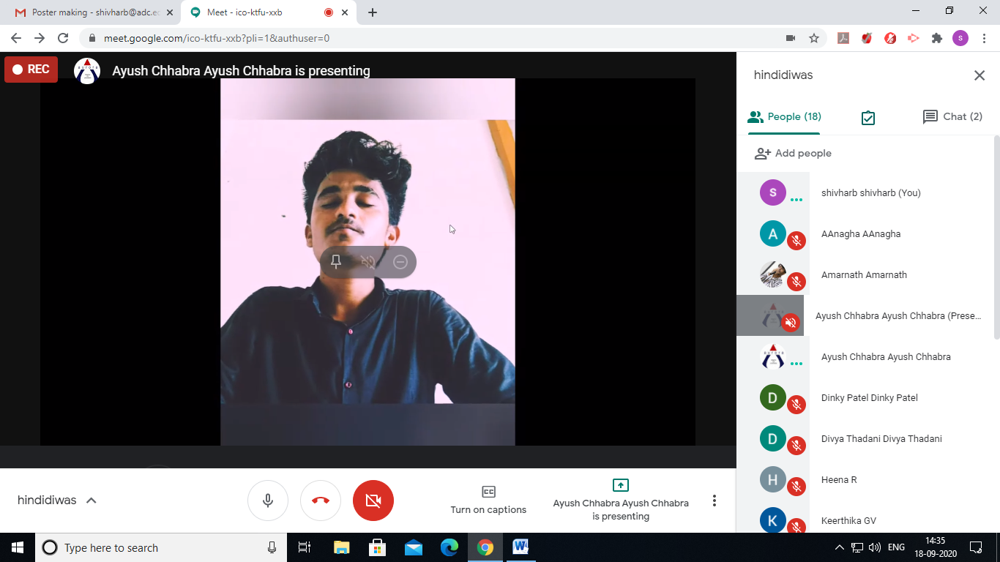 Poster making - shivharb@adc.ec
Meet - ico-ktfu-xxb
meet.google.com/ico-ktfu-xxb?pli=1&authuser=0
S
REC
Ayush Chhabra Ayush Chhabra is presenting
hindidiwas
People (18)
Chat (2)
Add people
S
shivharb shivharb (You)
A
AAnagha AAnagha
Amarnath Amarnath
Ayush Chhabra Ayush Chhabra (Prese...
Ayush Chhabra Ayush Chhabra
D
Dinky Patel Dinky Patel
D
Divya Thadani Divya Thadani
H
Heena R
K
Keerthika GV
hindidiwas
Turn on captions
Ayush Chhabra Ayush Chhabra
is presenting
Type here to search
ENG
14:35
18-09-2020